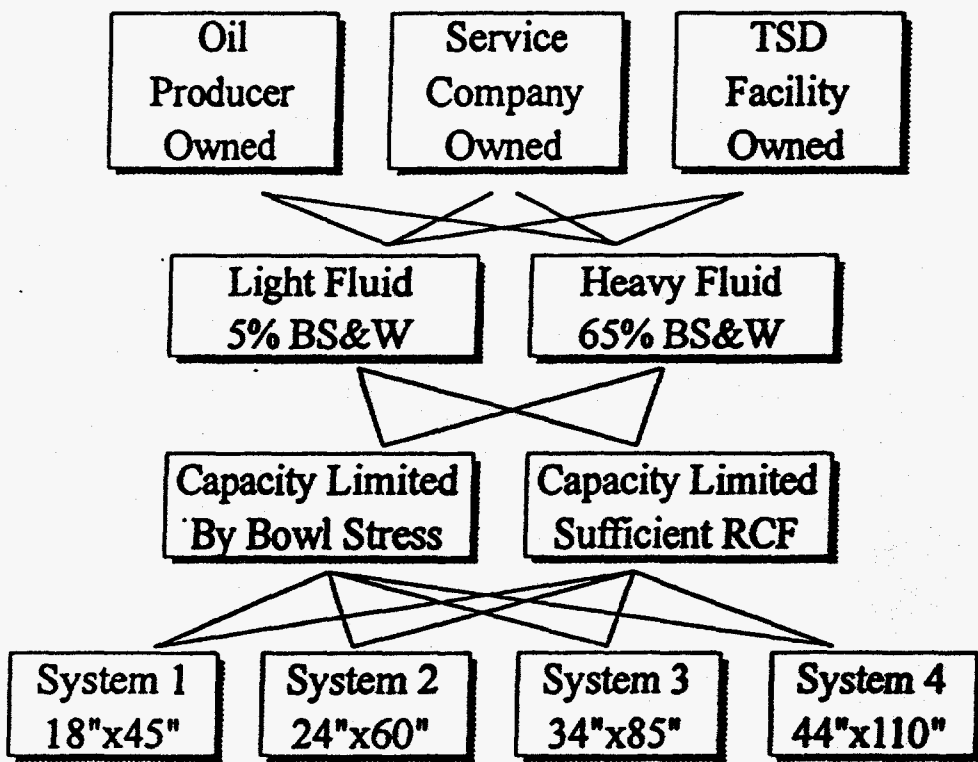 Oil
Producer
Owned
Service
Company
Owned
TSD
Facility
Owned
Light Fluid
5% BS&W
Heavy Fluid
65% BS&W
Capacity Limited
By Bowl Stress
Capacity Limited
Sufficient RCF
System 1
18"x45"
System 2
24"x60"
System 3
34"x85"
System 4
44"x110"